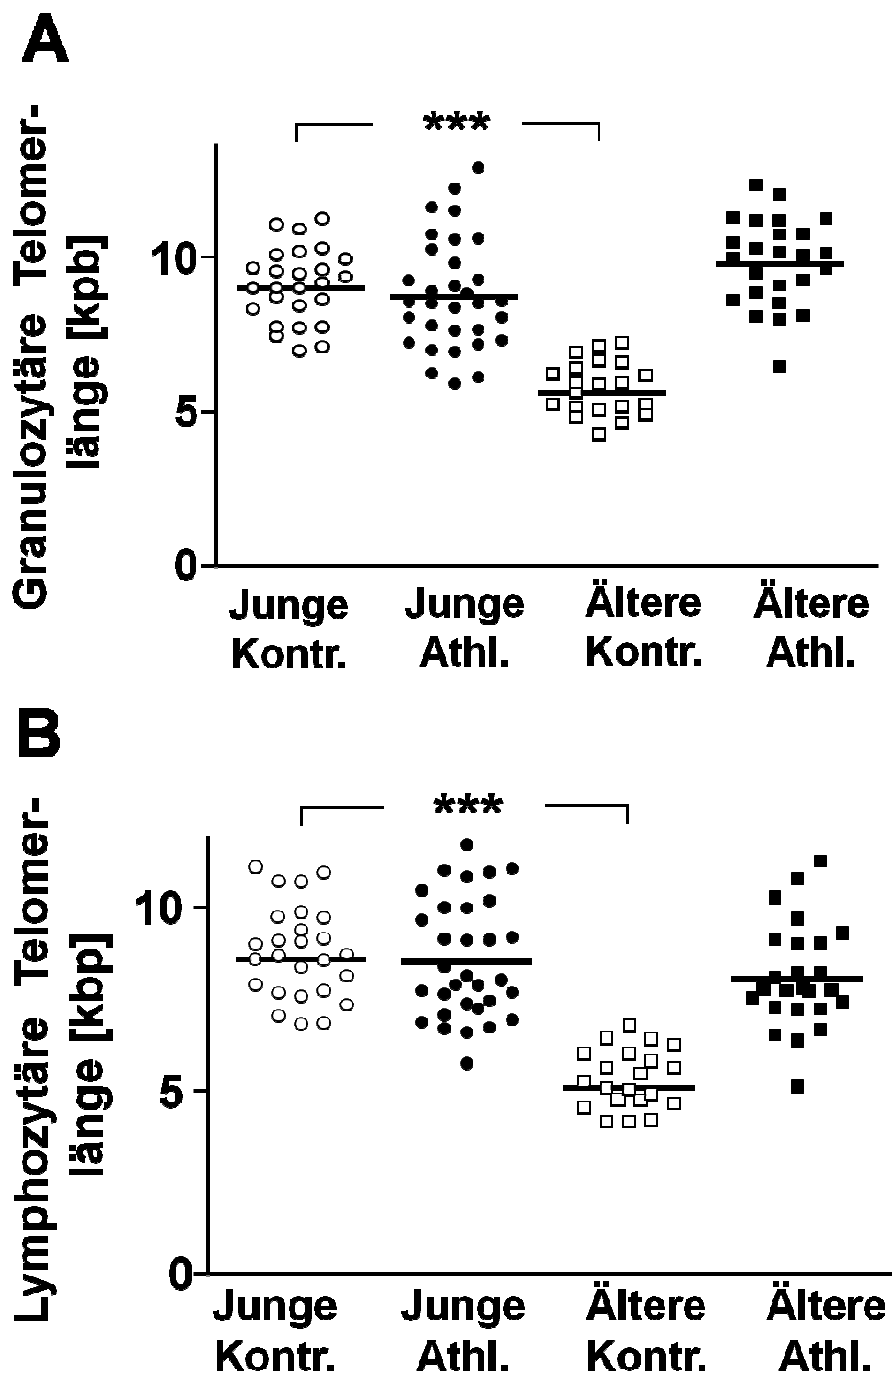 A
Granulozytäre Telomer-
länge [kpb]
***
10
5
0
Junge
Kontr.
Junge
Athl.
Ältere
Kontr.
Ältere
Athl.
B
Lymphozytäre Telomer-
länge [kbp]
***
10
5
0
Junge
Kontr.
Junge
Athl.
Ältere
Kontr.
Ältere
Athl.